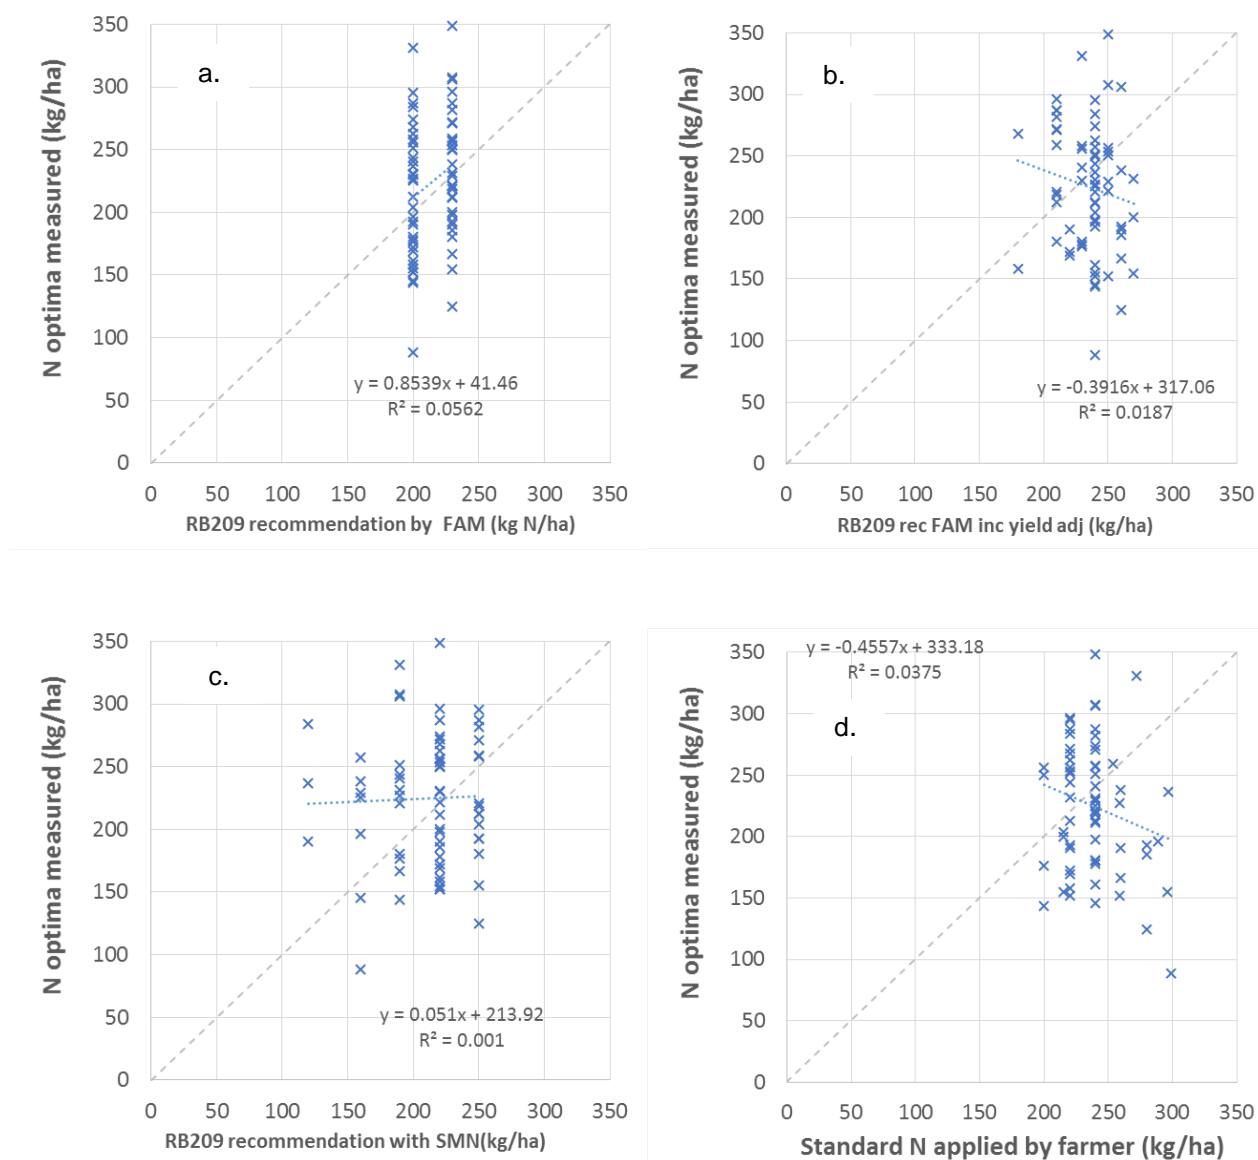 a.
N optima measured (kg/ha)
350
300
250
200
150
100
50
0
y = 0.8539x + 41.46
R² = 0.0562
0 50 100 150 200 250 300 350
RB209 recommendation by FAM (kg N/ha)
b.
N optima measured (kg/ha)
350
300
250
200
150
100
50
0
y = -0.3916x + 317.06
R² = 0.0187
0 50 100 150 200 250 300 350
RB209 rec FAM inc yield adj (kg/ha)
c.
N optima measured (kg/ha)
350
300
250
200
150
100
50
0
y = 0.051x + 213.92
R² = 0.001
0 50 100 150 200 250 300 350
RB209 recommendation with SMN(kg/ha)
y = -0.4557x + 333.18
R² = 0.0375
d.
N optima measured (kg/ha)
350
300
250
200
150
100
50
0
0 50 100 150 200 250 300 350
Standard N applied by farmer (kg/ha)